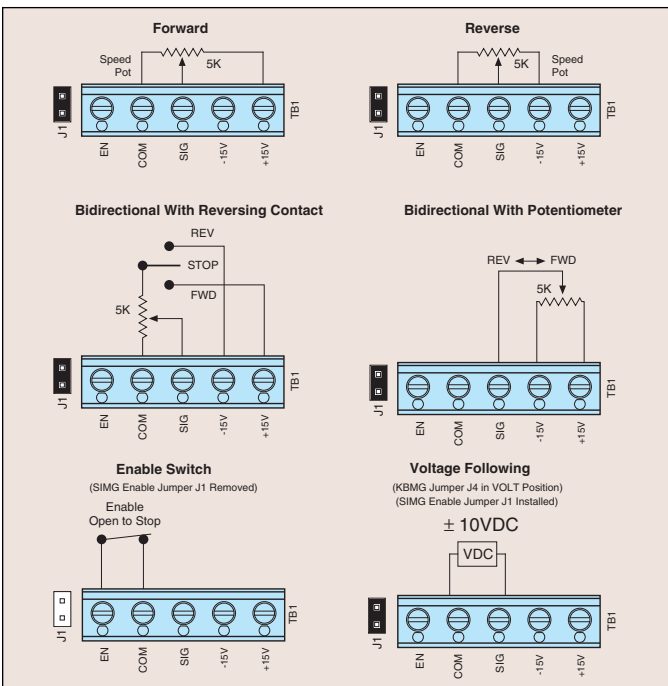 Forward
Speed
Pot
5K
J1
EN
COM
SIG
-15V
+15V
TB1
Reverse
5K
Speed
Pot
J1
EN
COM
SIG
-15V
+15V
TB1
Bidirectional With Reversing Contact
REV
STOP
FWD
5K
J1
EN
COM
SIG
-15V
+15V
TB1
Bidirectional With Potentiometer
REV FWD
5K
J1
EN
COM
SIG
-15V
+15V
TB1
Enable Switch
(SIMG Enable Jumper J1 Removed)
Enable
Open to Stop
J1
EN
COM
SIG
-15V
+15V
TB1
Voltage Following
(KBMG Jumper J4 in VOLT Position)
(SIMG Enable Jumper J1 Installed)
± 10VDC
VDC
J1
EN
COM
SIG
-15V
+15V
TB1